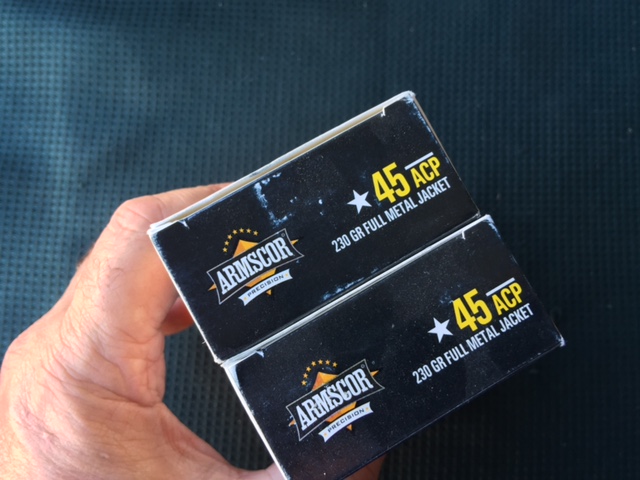 45 ACP
230 GR FULL METAL JACKET
ARMSCOR
PRECISION
45 ACP
230 GR FULL METAL JACKET
ARMSCOR
PRECISION